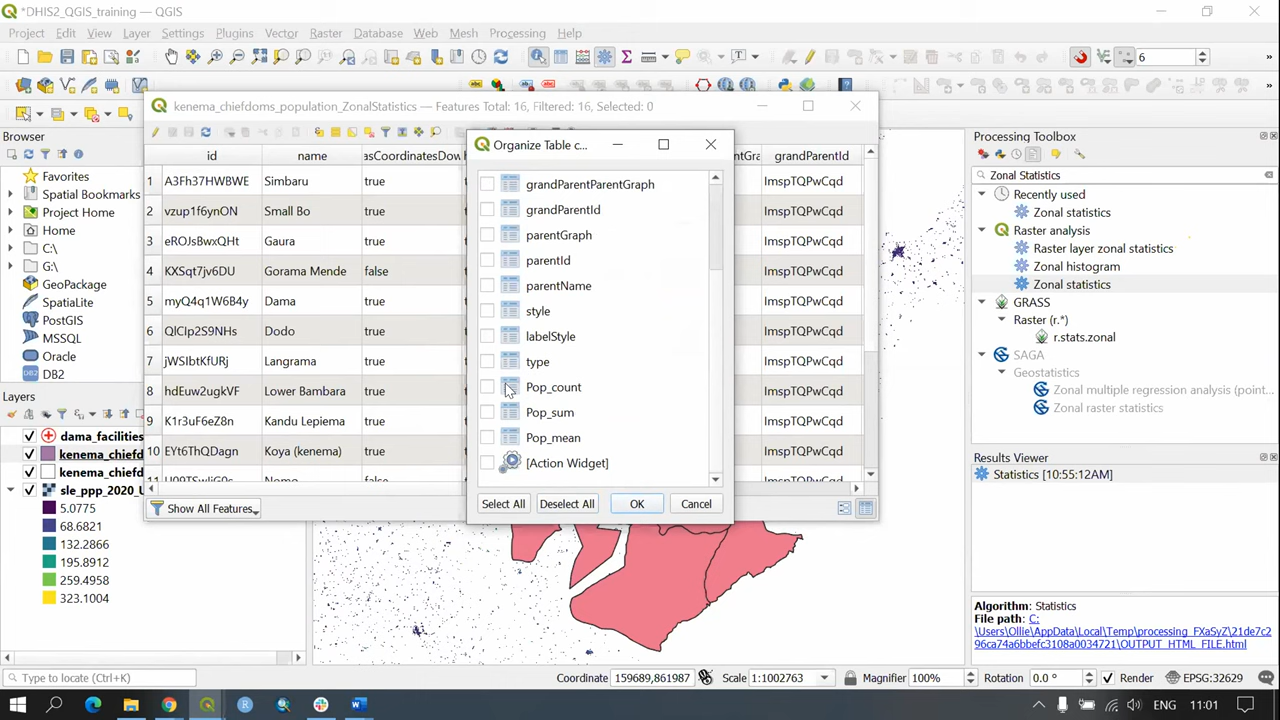 *DHIS2_QGIS_training — QGIS
Project Edit View Layer Settings Plugins Vector Raster Database Web Mesh Processing Help
6
kenema_chiefdoms_population_ZonalStatistics — Features Total: 16, Filtered: 16, Selected: 0
Browser
Favorites
Spatial Bookmarks
Project Home
Home
C:\
G:\
GeoPackage
SpatiaLite
PostGIS
MSSQL
Oracle
DB2
Layers
dama_facilities
kenema_chiefd
kenema_chiefd
sle_ppp_2020_
5.0775
68.6821
132.2866
195.8912
259.4958
323.1004
id name asCoordinatesDow grandParentId
1 A3Fh37HWBWE Simbaru true ImspTQPwCqd
2 vzup1f6ynON Small Bo true ImspTQPwCqd
3 eROJsBwxQHt Gaura true ImspTQPwCqd
4 KXSqt7jv6DU Gorama Mende false ImspTQPwCqd
5 myQ4q1W6B4y Dama true ImspTQPwCqd
6 QlCIp2S9NHs Dodo true ImspTQPwCqd
7 jWSIbtKfURj Langrama true ImspTQPwCqd
8 hdEuw2ugkVF Lower Bambara true ImspTQPwCqd
9 K1r3uF6eZ8n Kandu Lepiema true ImspTQPwCqd
10 EYt6ThQDagn Koya (kenema) true ImspTQPwCqd
Show All Features
Organize Table c...
grandParentParentGraph
grandParentId
parentGraph
parentId
parentName
style
labelStyle
type
Pop_count
Pop_sum
Pop_mean
[Action Widget]
Select All Deselect All OK Cancel
Processing Toolbox
Zonal Statistics
Recently used
Zonal statistics
Raster analysis
Raster layer zonal statistics
Zonal histogram
Zonal statistics
GRASS
Raster (r.*)
r.stats.zonal
SAGA
Geostatistics
Zonal multiple regression analysis (point
Zonal raster statistics
Results Viewer
Statistics [10:55:12AM]
Algorithm: Statistics
File path: C:
\Users\Ollie\AppData\Local\Temp\processing_FXaSyZ\21de7c2
96ca74a6bbefc3108a0034721\OUTPUT_HTML_FILE.html
Type to locate (Ctrl+K) Coordinate 159689,861987 Scale 1:1002763 Magnifier 100% Rotation 0.0 ° Render EPSG:32629
ENG 11:01